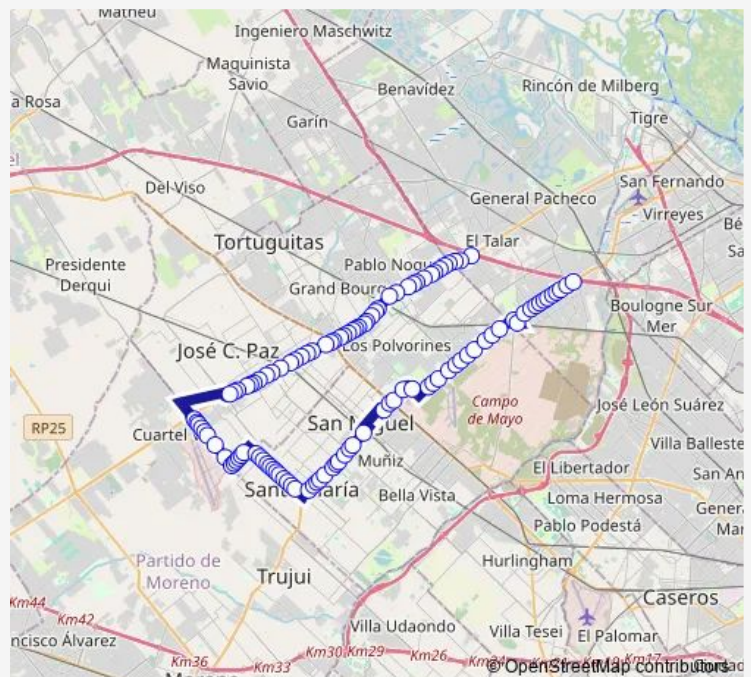 Matheu
Ingeniero Maschwitz
Maquinista
Savio
Benavídez
Rincón de Milberg
a Rosa
Garín
Tigre
Del Viso
San Fernando
General Pacheco
Virreyes
Tortuguitas
El Talar
Presidente
Derqui
Pablo Nogu
Grand Bourg
Boulogne Sur
Mer
José C. Paz
Los Polvorines
Campo
de Mayo
José León Suárez
RP25
Cuartel
San Miguel
Villa Balleste
Muñiz
El Libertador
San An
Santa María
Bella Vista
Loma Hermosa
Genera
Mar
Pablo Podestá
Partido de
Moreno
Trujui
Hurlingham
Caseros
Km44
Km42
Villa Udaondo
Villa Tesei
El Palomar
ncisco Álvarez
Km36
Km33
Km30
Km29
Km26
© OpenStreetMap contributors